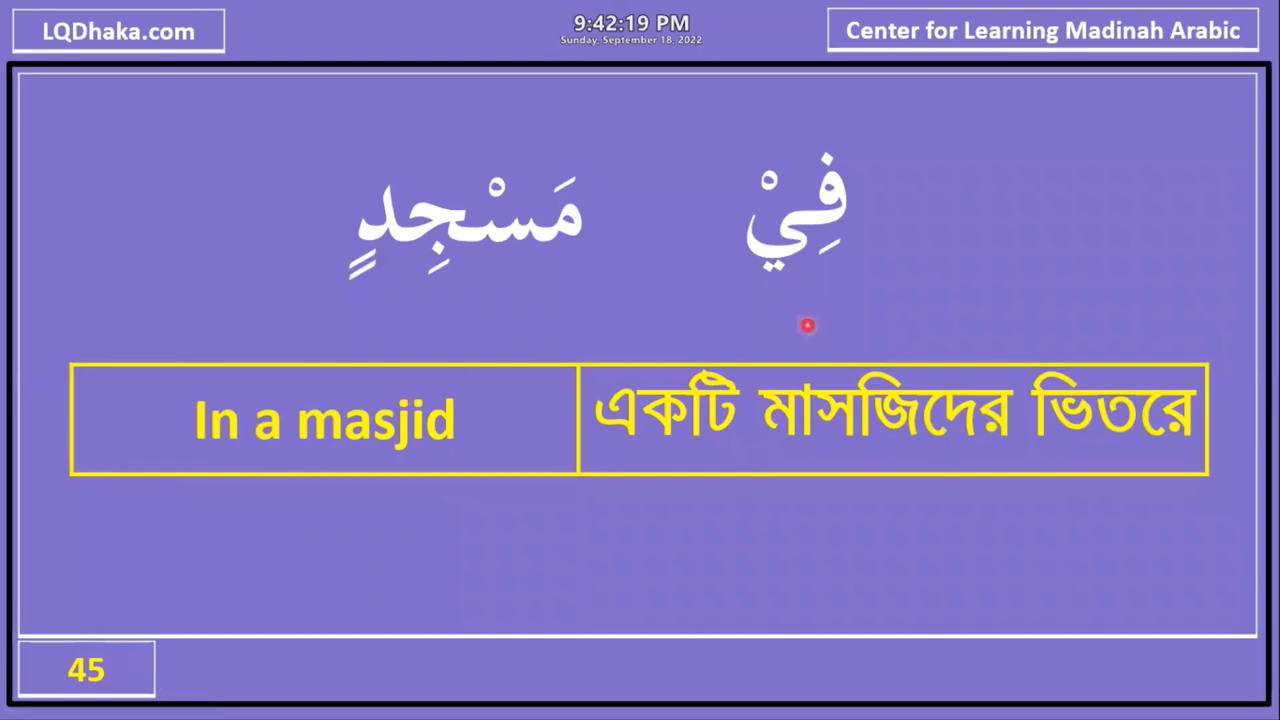 LQDhaka.com
9:42:19 PM
Sunday, September 18, 2022
Center for Learning Madinah Arabic
فِيْ مَسْجِدٍ
In a masjid
একটি মাসজিদের ভিতরে
45